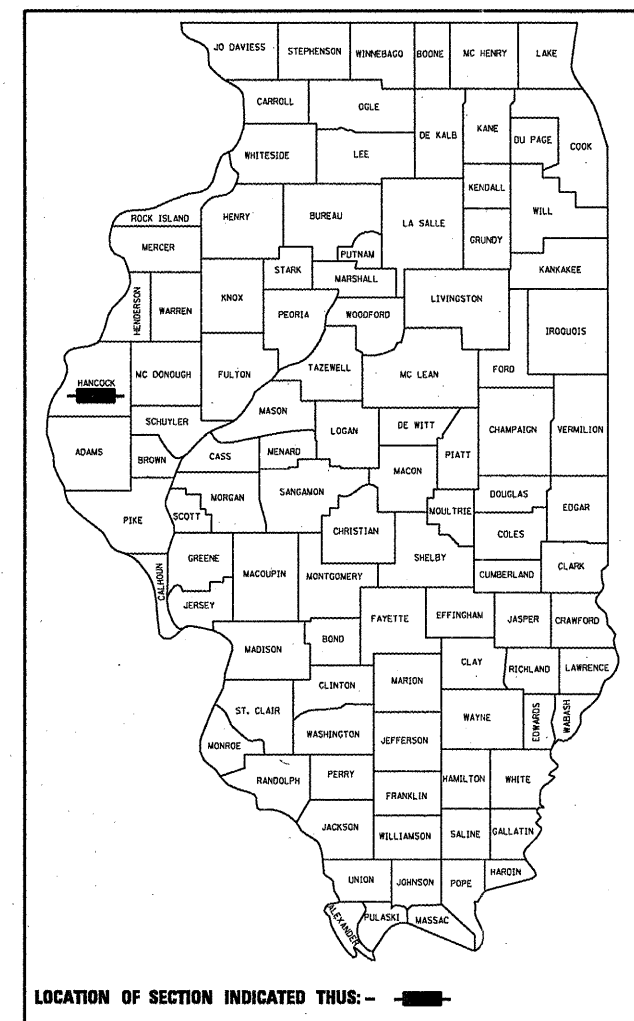 JO DAVIESS
STEPHENSON
WINNEBAGO
BOONE
MC HENRY
LAKE
CARROLL
OGLE
DE KALB
KANE
DU PAGE
COOK
WHITESIDE
LEE
KENDALL
WILL
ROCK ISLAND
HENRY
BUREAU
LA SALLE
GRUNDY
MERCER
PUTNAM
STARK
MARSHALL
KANKAKEE
HENDERSON
WARREN
KNOX
PEORIA
WOODFORD
LIVINGSTON
IROQUOIS
HANCOCK
MC DONOUGH
FULTON
TAZEWELL
MC LEAN
FORD
SCHUYLER
MASON
LOGAN
DE WITT
PIATT
CHAMPAIGN
VERMILION
ADAMS
BROWN
CASS
MENARD
MACON
PIKE
SCOTT
MORGAN
SANGAMON
CHRISTIAN
MOULTRIE
DOUGLAS
EDGAR
COLES
CALHOUN
GREENE
JERSEY
MACOUPIN
MONTGOMERY
SHELBY
CUMBERLAND
CLARK
MADISON
BOND
FAYETTE
EFFINGHAM
JASPER
CRAWFORD
CLAY
RICHLAND
LAWRENCE
CLINTON
MARION
ST. CLAIR
WASHINGTON
WAYNE
EDWARDS
WABASH
MONROE
JEFFERSON
RANDOLPH
PERRY
HAMILTON
WHITE
FRANKLIN
JACKSON
WILLIAMSON
SALINE
GALLATIN
UNION
JOHNSON
POPE
HARDIN
ALEXANDER
PULASKI
MASSAC
LOCATION OF SECTION INDICATED THUS: -